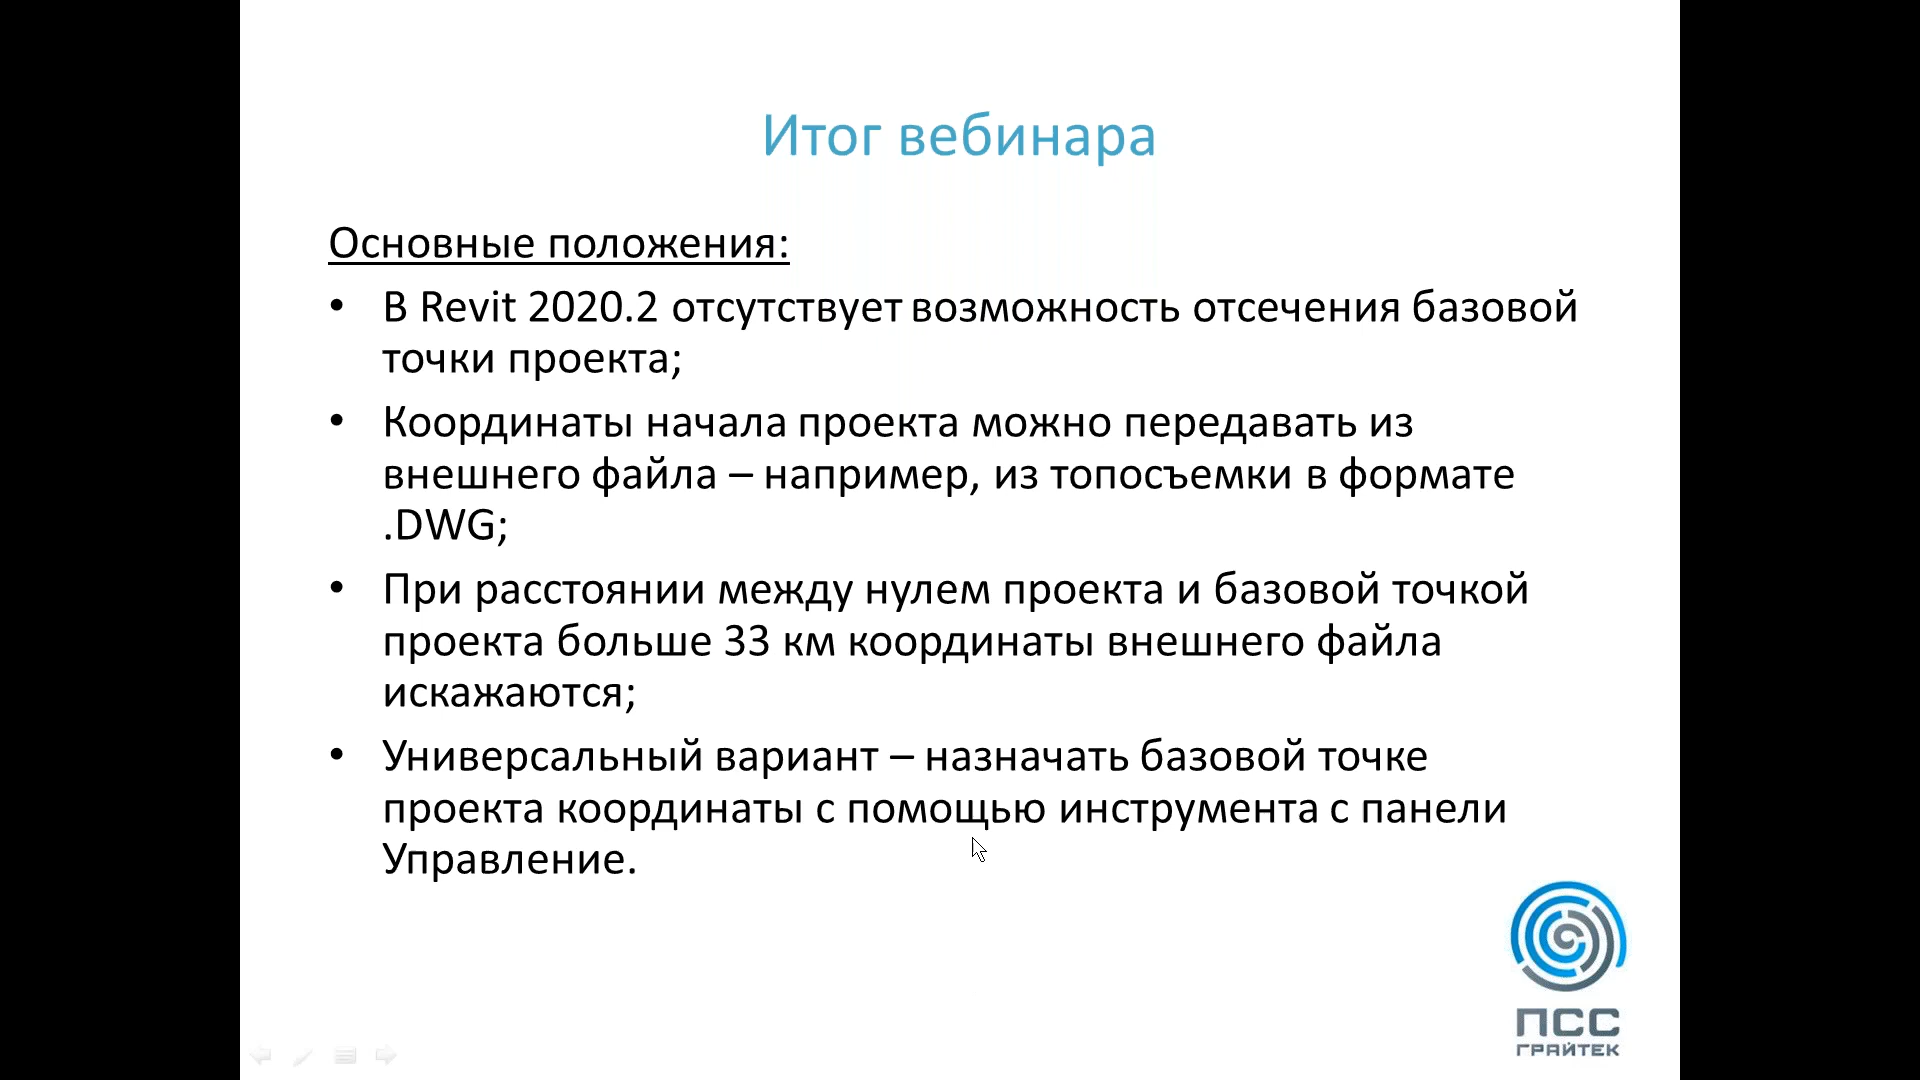 Итог вебинара
Основные положения:
• В Revit 2020.2 отсутствует возможность отсечения базовой
точки проекта;
• Координаты начала проекта можно передавать из
внешнего файла – например, из топосъемки в формате
.DWG;
• При расстоянии между нулем проекта и базовой точкой
проекта больше 33 км координаты внешнего файла
искажаются;
• Универсальный вариант – назначать базовой точке
проекта координаты с помощью инструмента с панели
Управление.
ПСС
ГРАЙТЕК